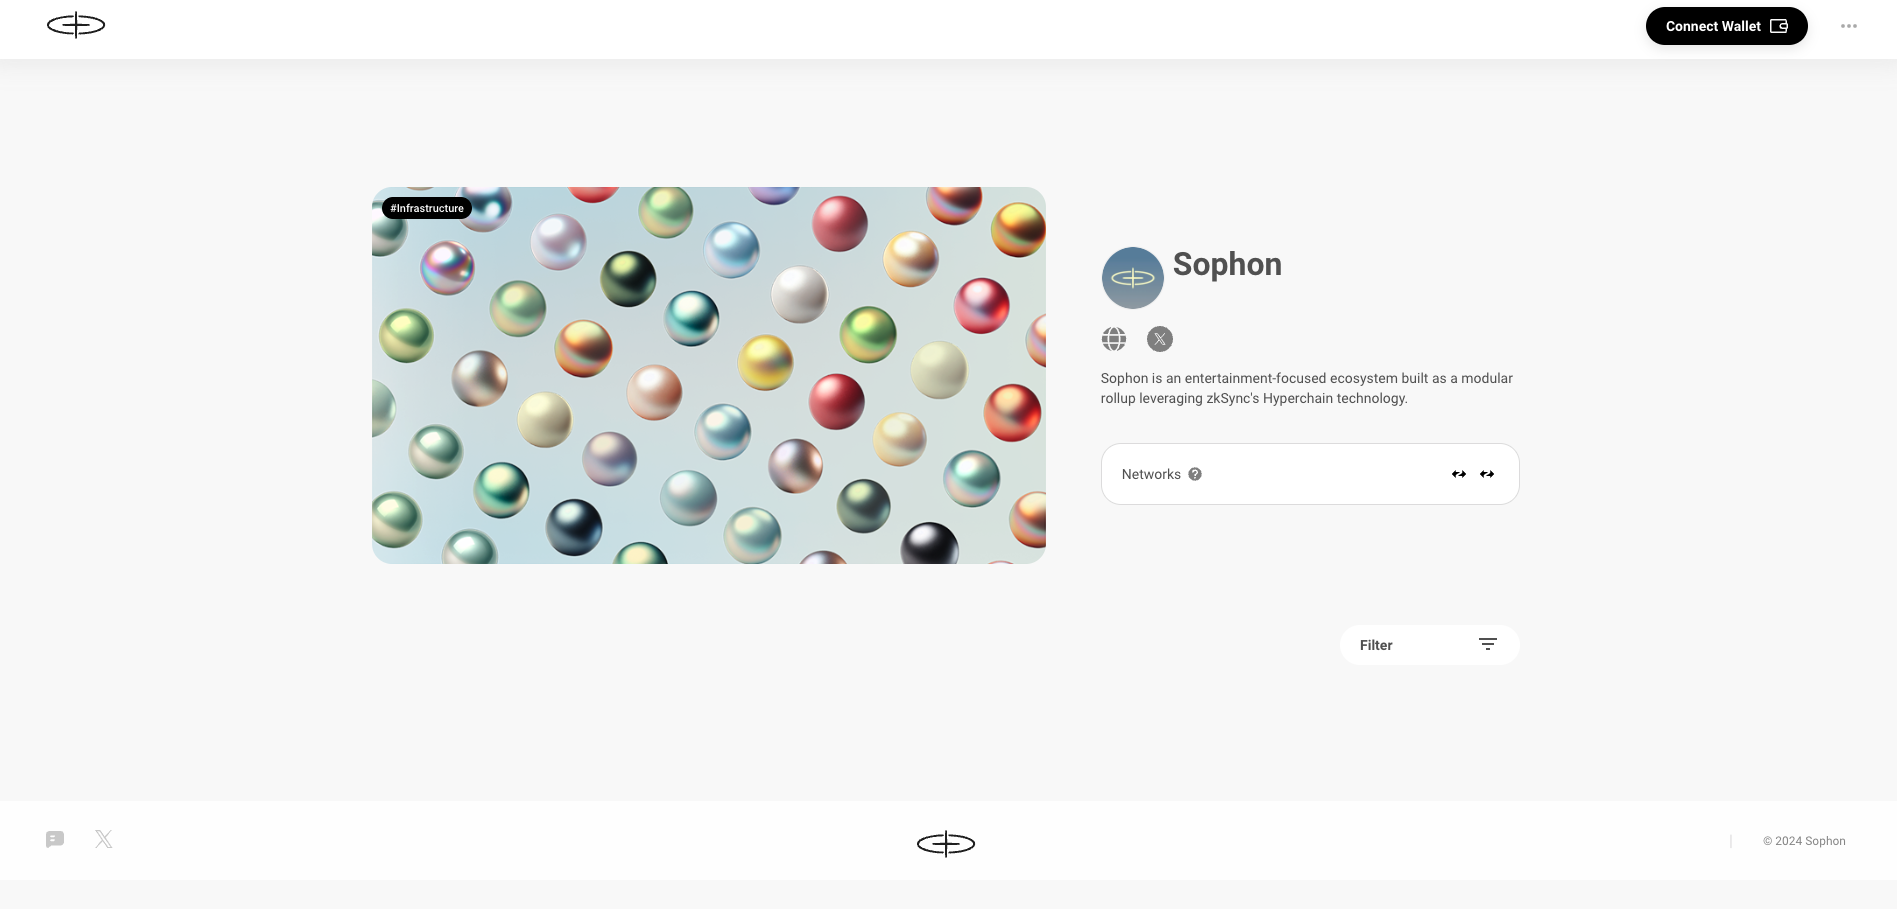 Connect Wallet
#Infrastructure
Sophon
Sophon is an entertainment-focused ecosystem built as a modular
rollup leveraging zkSync's Hyperchain technology.
Networks
Filter
© 2024 Sophon